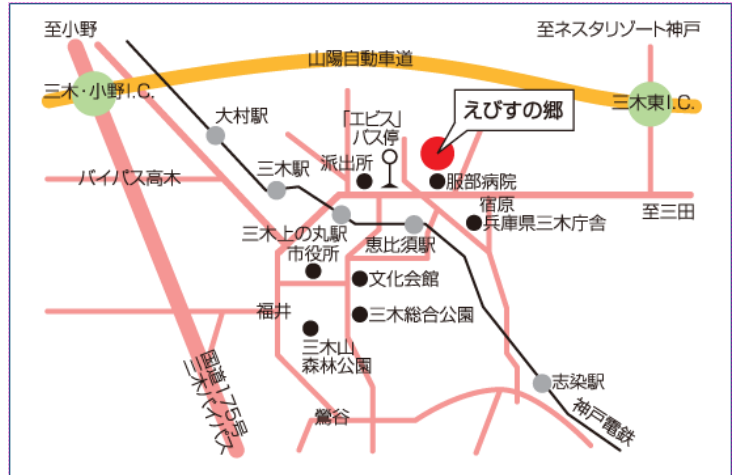 至小野
至ネスタリゾート神戸
山陽自動車道
三木・小野I.C.
三木東I.C.
えびすの郷
大村駅
「エビス」
バス停
派出所
三木駅
服部病院
バイパス高木
宿原
至三田
兵庫県三木庁舎
三木上の丸駅
恵比須駅
市役所
文化会館
福井
三木総合公園
三木山
森林公園
国道175号
三木バイパス
志染駅
神戸電鉄
鶯谷